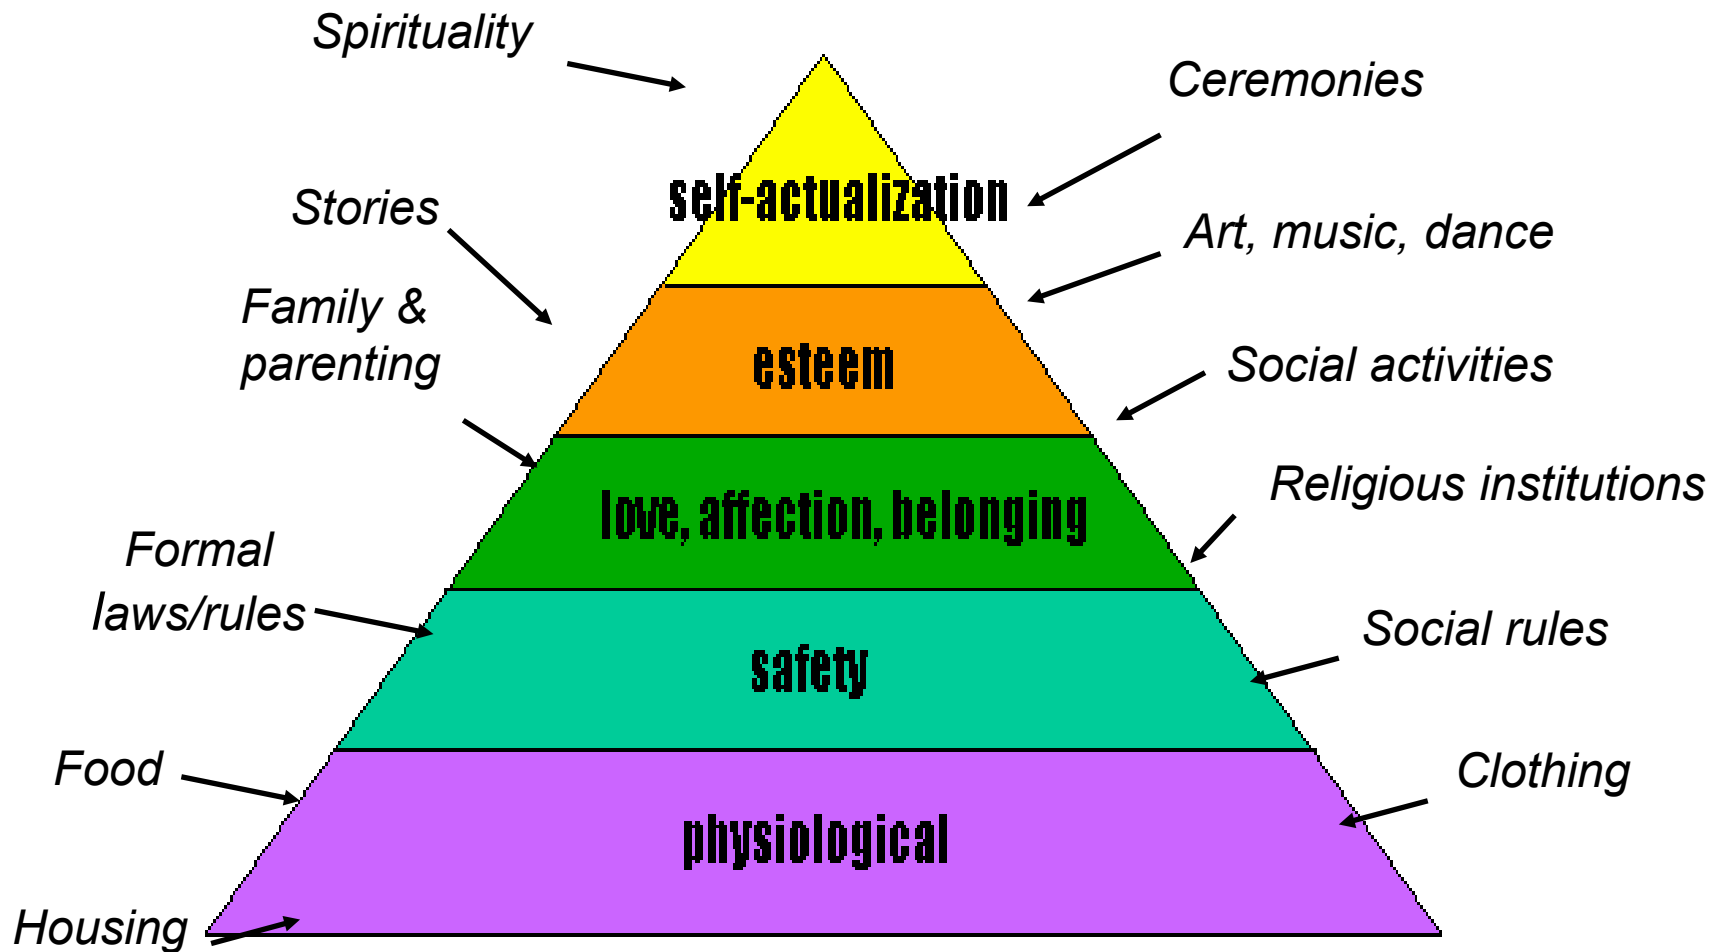 Spirituality
Ceremonies
self-actualization
Stories
Art, music, dance
Family &
parenting
esteem
Social activities
Religious institutions
love, affection, belonging
Formal
laws/rules
Social rules
safety
Food
Clothing
physiological
Housing